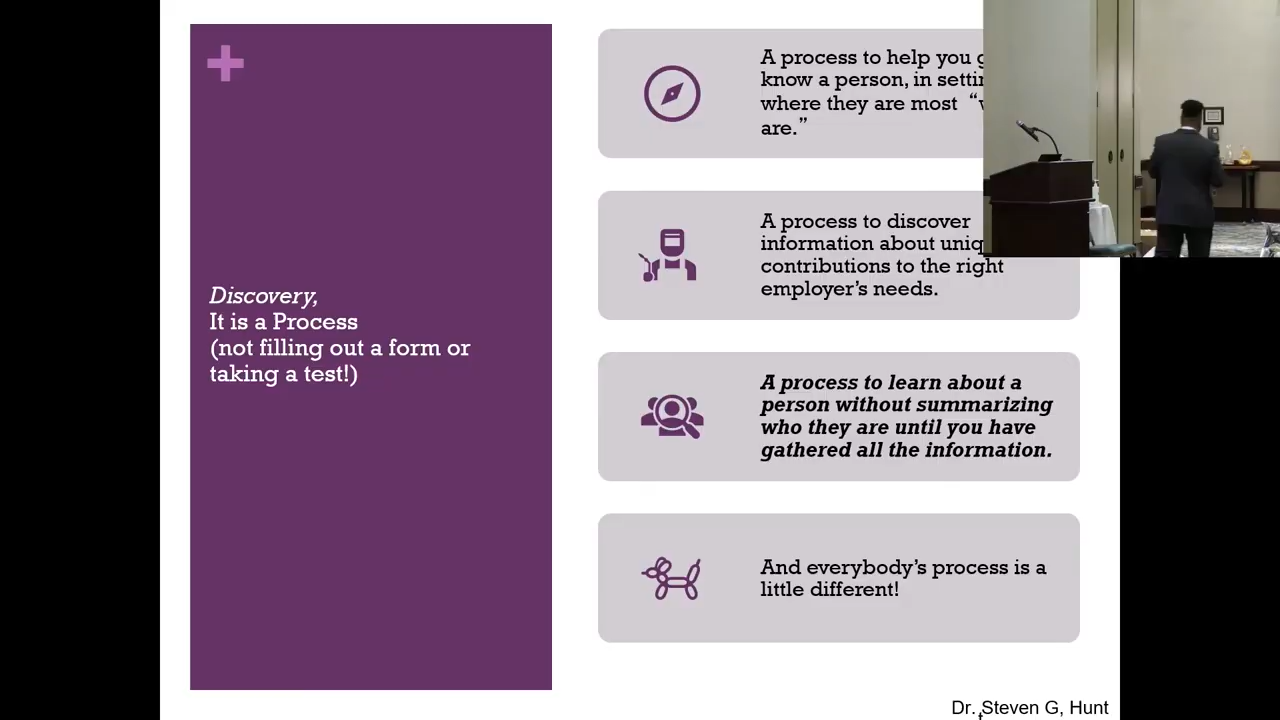 Discovery,
It is a Process
(not filling out a form or
taking a test!)
A process to help you
know a person, in
where they are most “
are.”
A process to discover
information about
contributions to the right
employer’s needs.
A process to learn about a
person without summarizing
who they are until you have
gathered all the information.
And everybody’s process is a
little different!
Dr. Steven G, Hunt